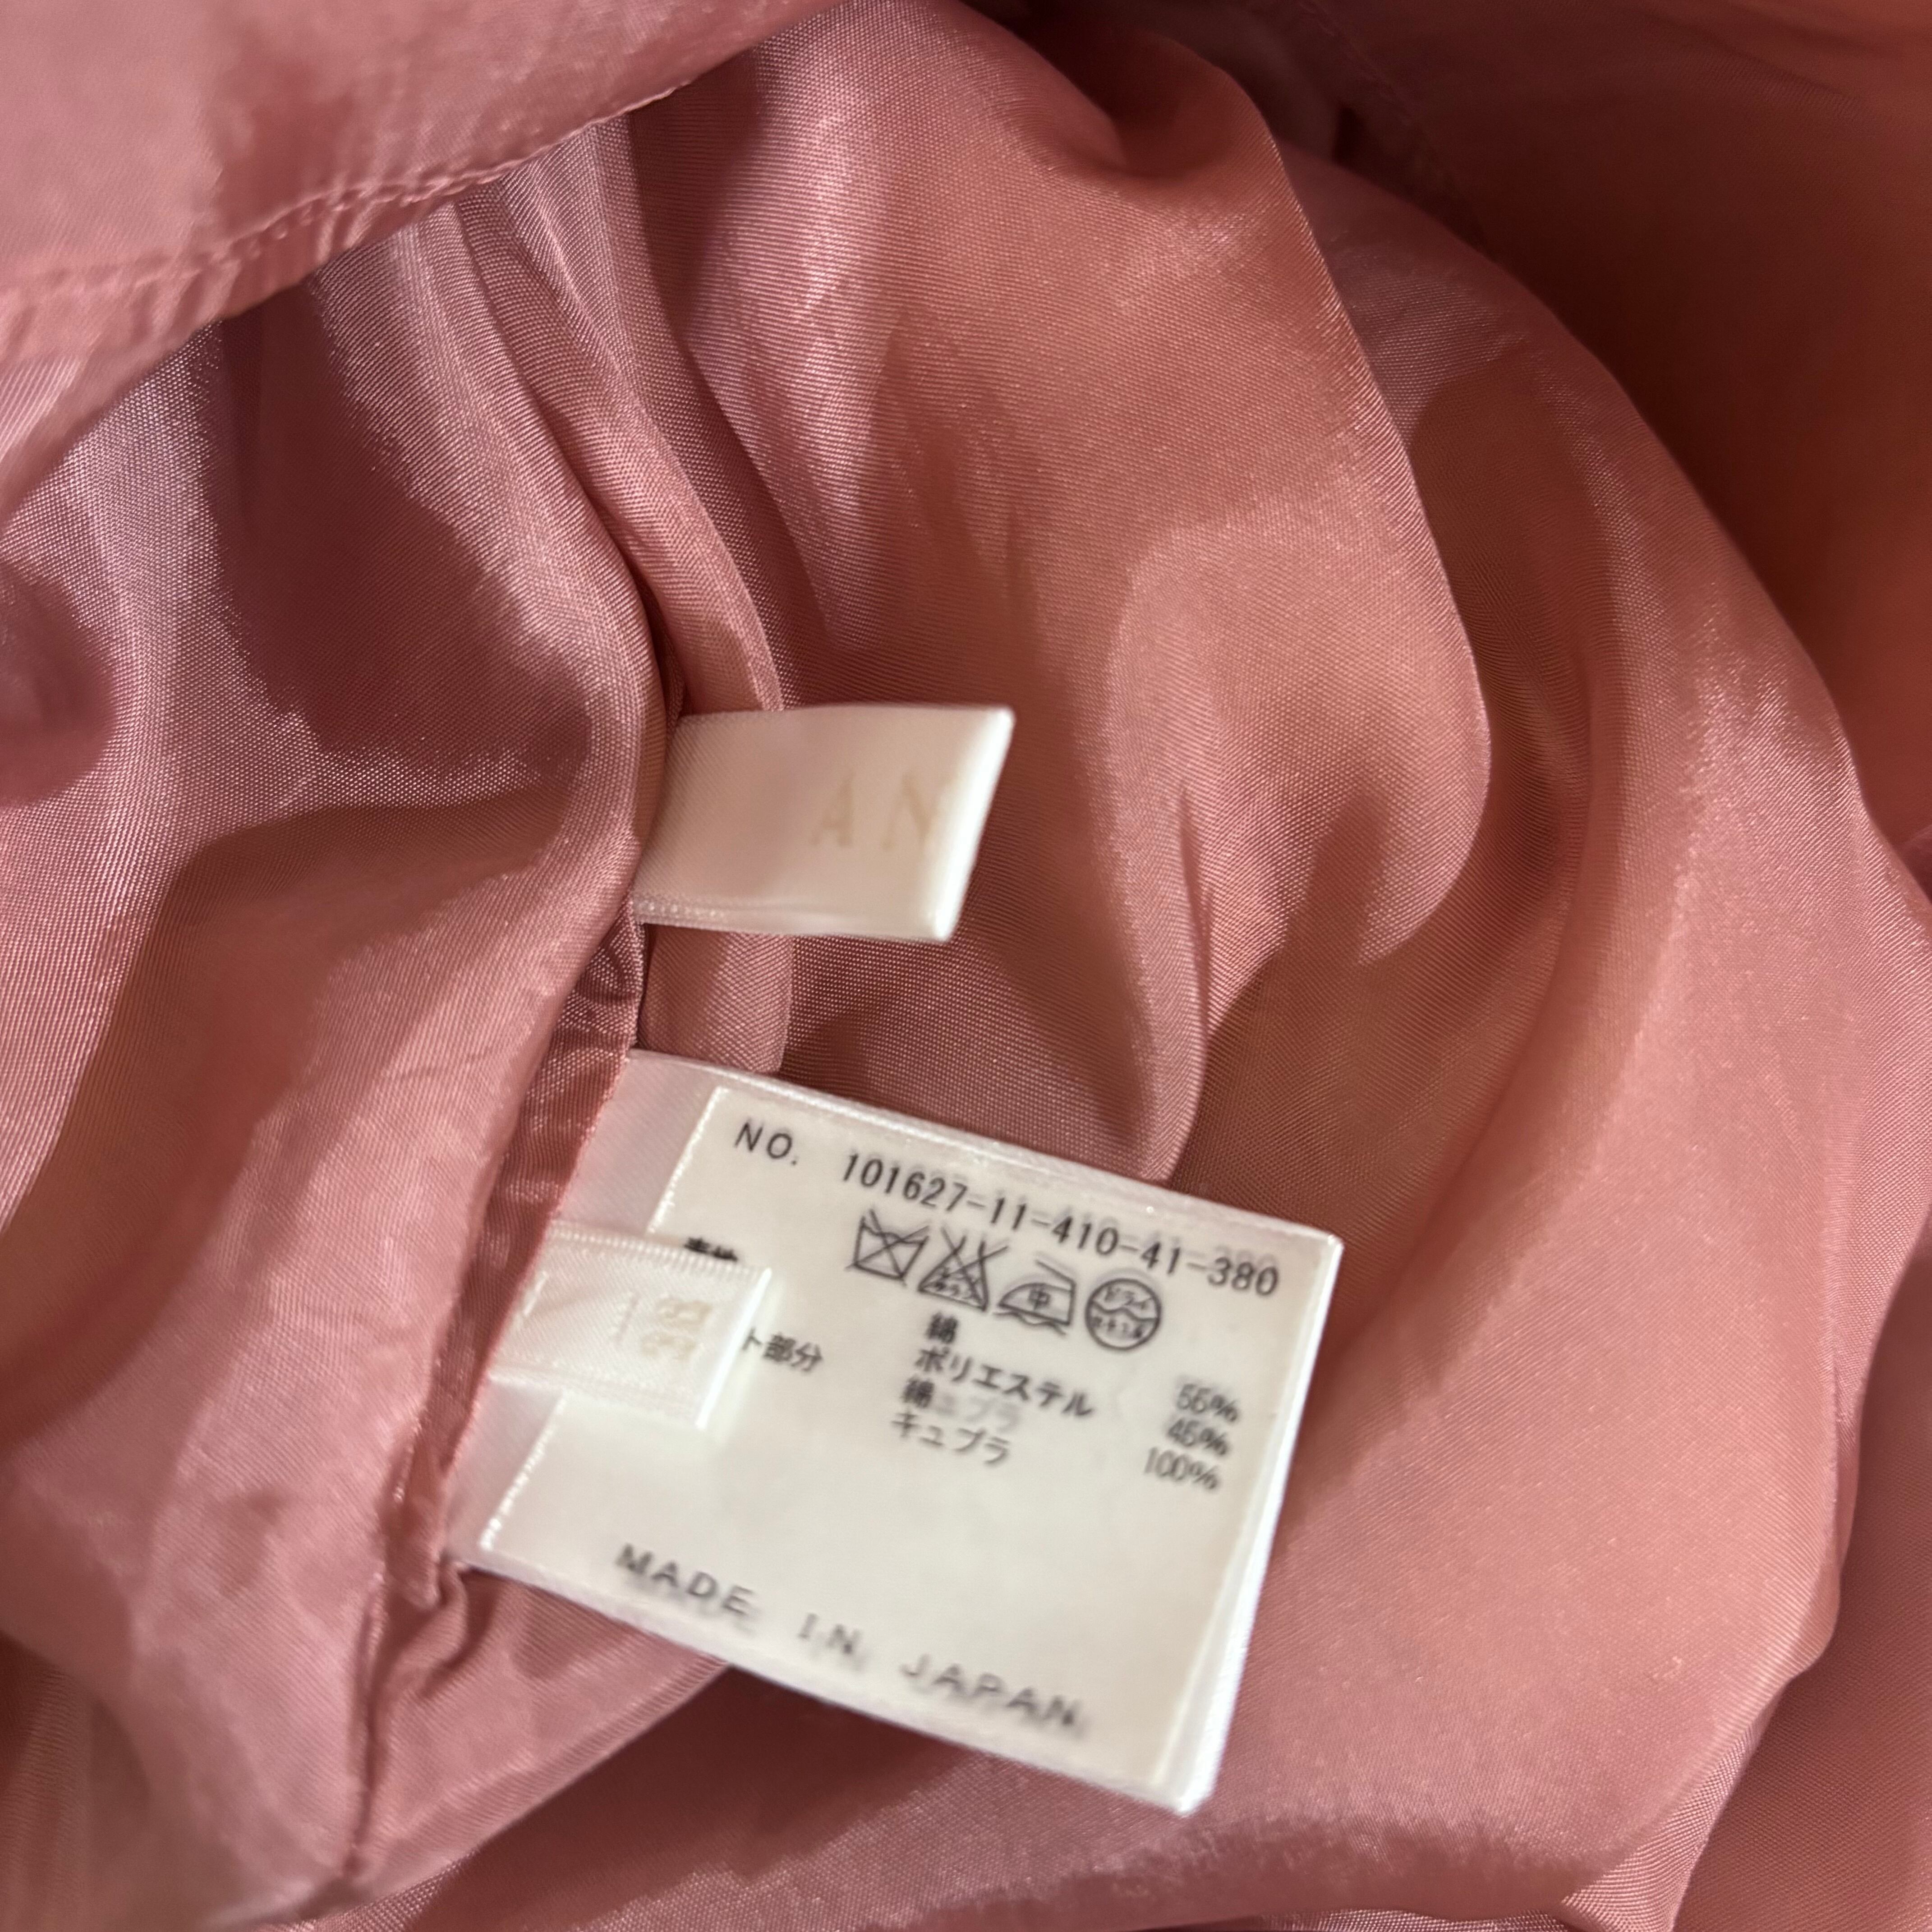 AN
NO. 101627-11-410-41-380
綿 55%
ポリエステル 45%
ト部分 綿 100%
キュプラ
MADE IN JAPAN